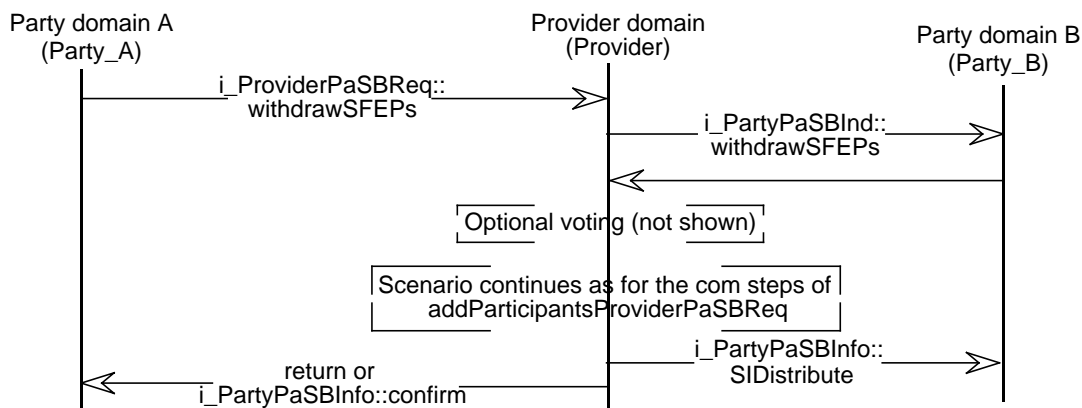 Party domain A
(Party_A)
Provider domain
(Provider)
Party domain B
(Party_B)
i_ProviderPaSBReq::
withdrawSFEPs
i_PartyPaSBInd::
withdrawSFEPs
Optional voting (not shown)
Scenario continues as for the com steps of
addParticipantsProviderPaSBReq
i_PartyPaSBInfo::
SIDistribute
return or
i_PartyPaSBInfo::confirm